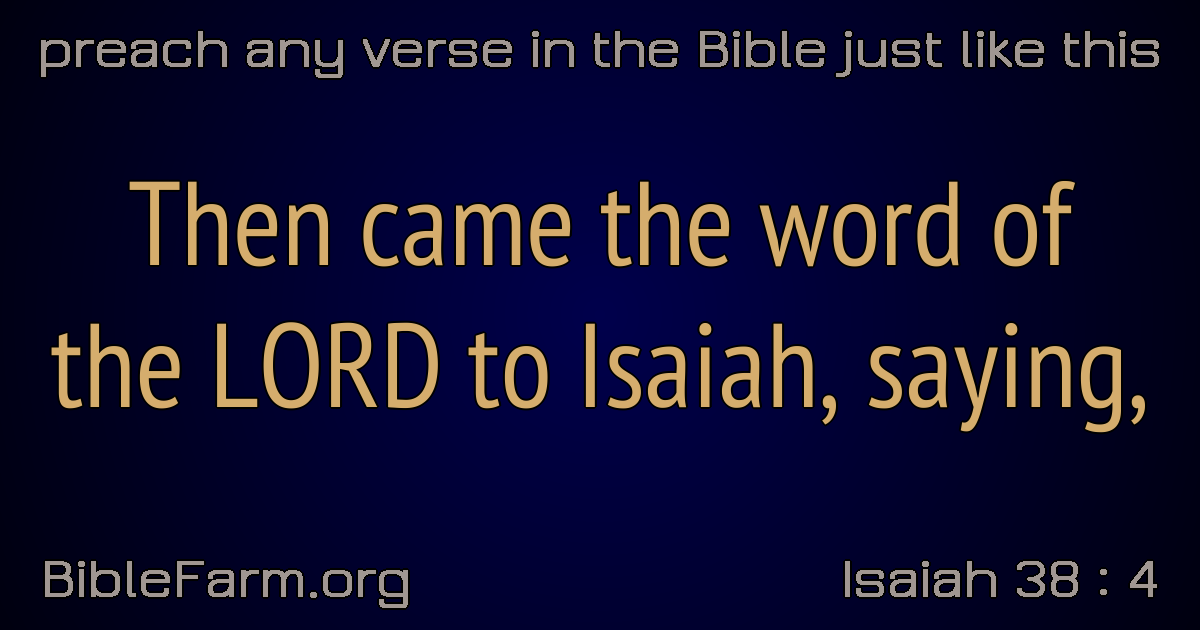 preach any verse in the Bible just like this
Then came the word of
the LORD to Isaiah, saying,
BibleFarm.org
Isaiah 38 : 4